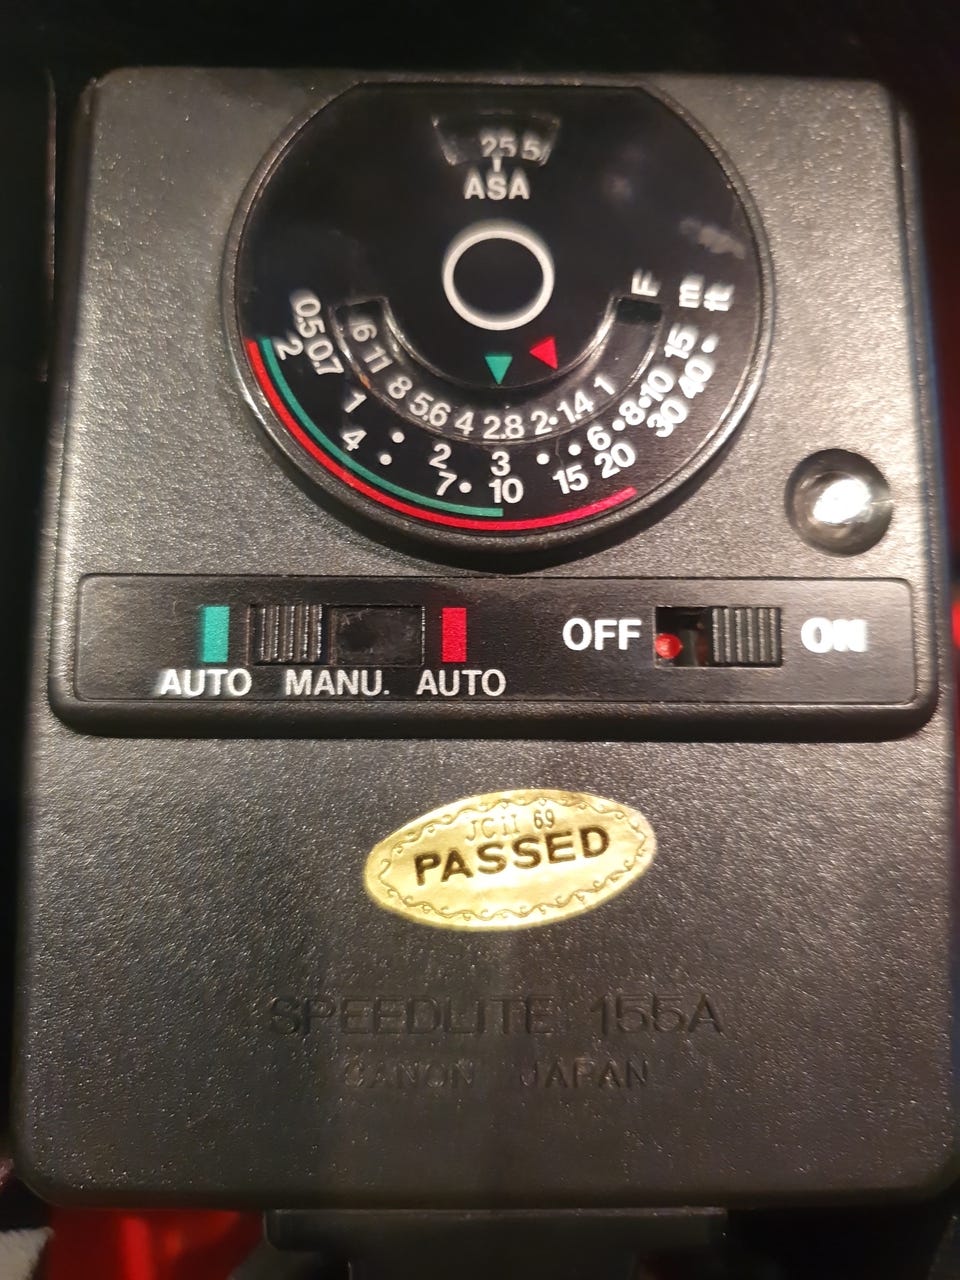 25 5
ASA
F m ft
0.5 0.7 1 2 3 6 8 10 15
2 4 7 10 15 20 30 40
16 11 8 5.6 4 2.8 2 1.4 1
OFF ON
AUTO MANU. AUTO
JCII 69
PASSED
SPEEDLITE 155A
CANON JAPAN